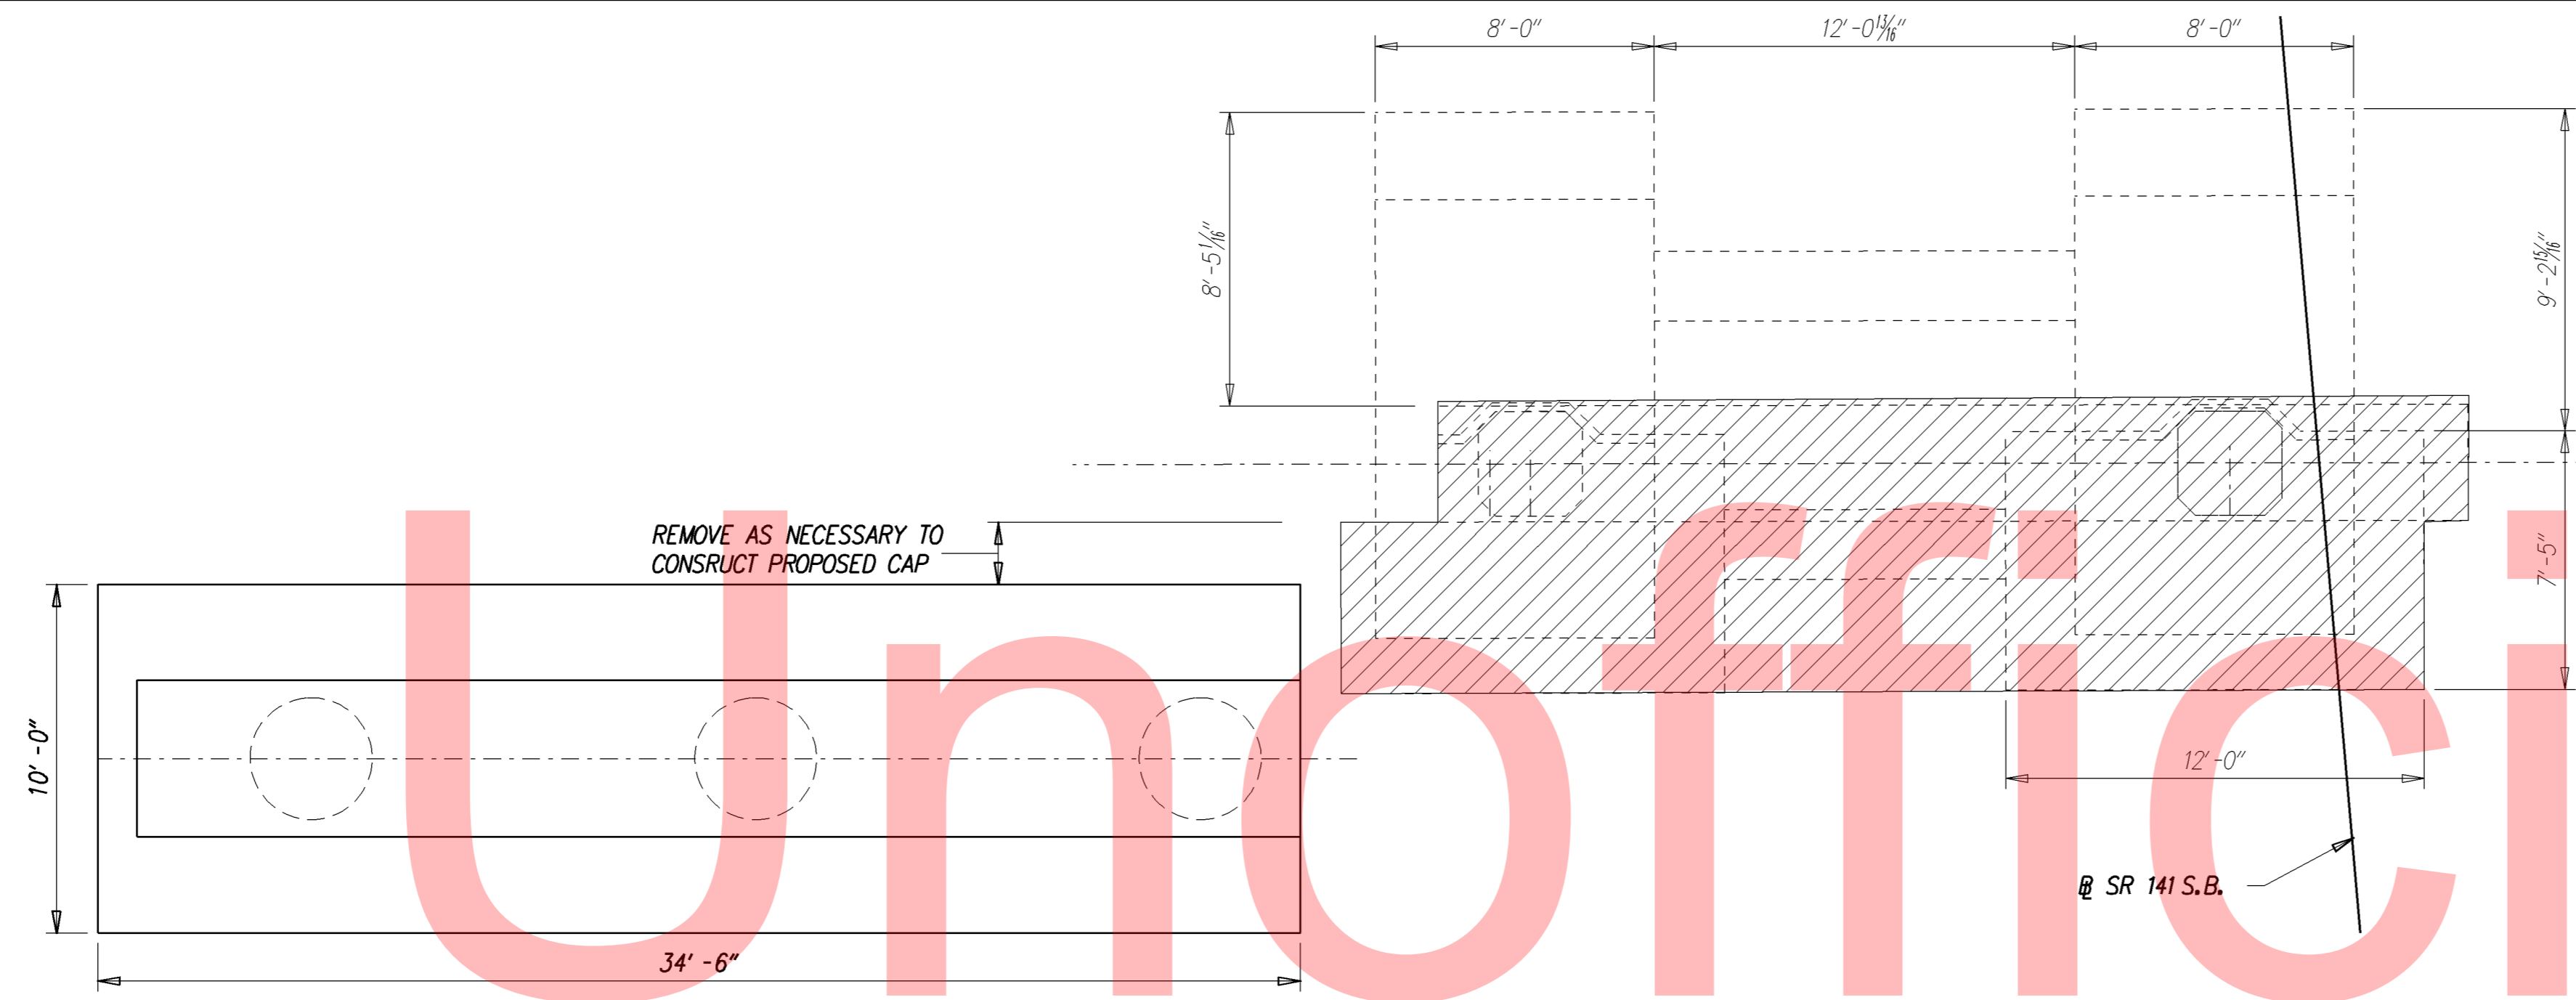 8'-0"
12'-0 13/16"
8'-0"
8'-5 1/16"
9'-2 15/16"
REMOVE AS NECESSARY TO
CONSRUCT PROPOSED CAP
7'-5"
10'-0"
12'-0"
BL SR 141 S.B.
34'-6"
Unoffici